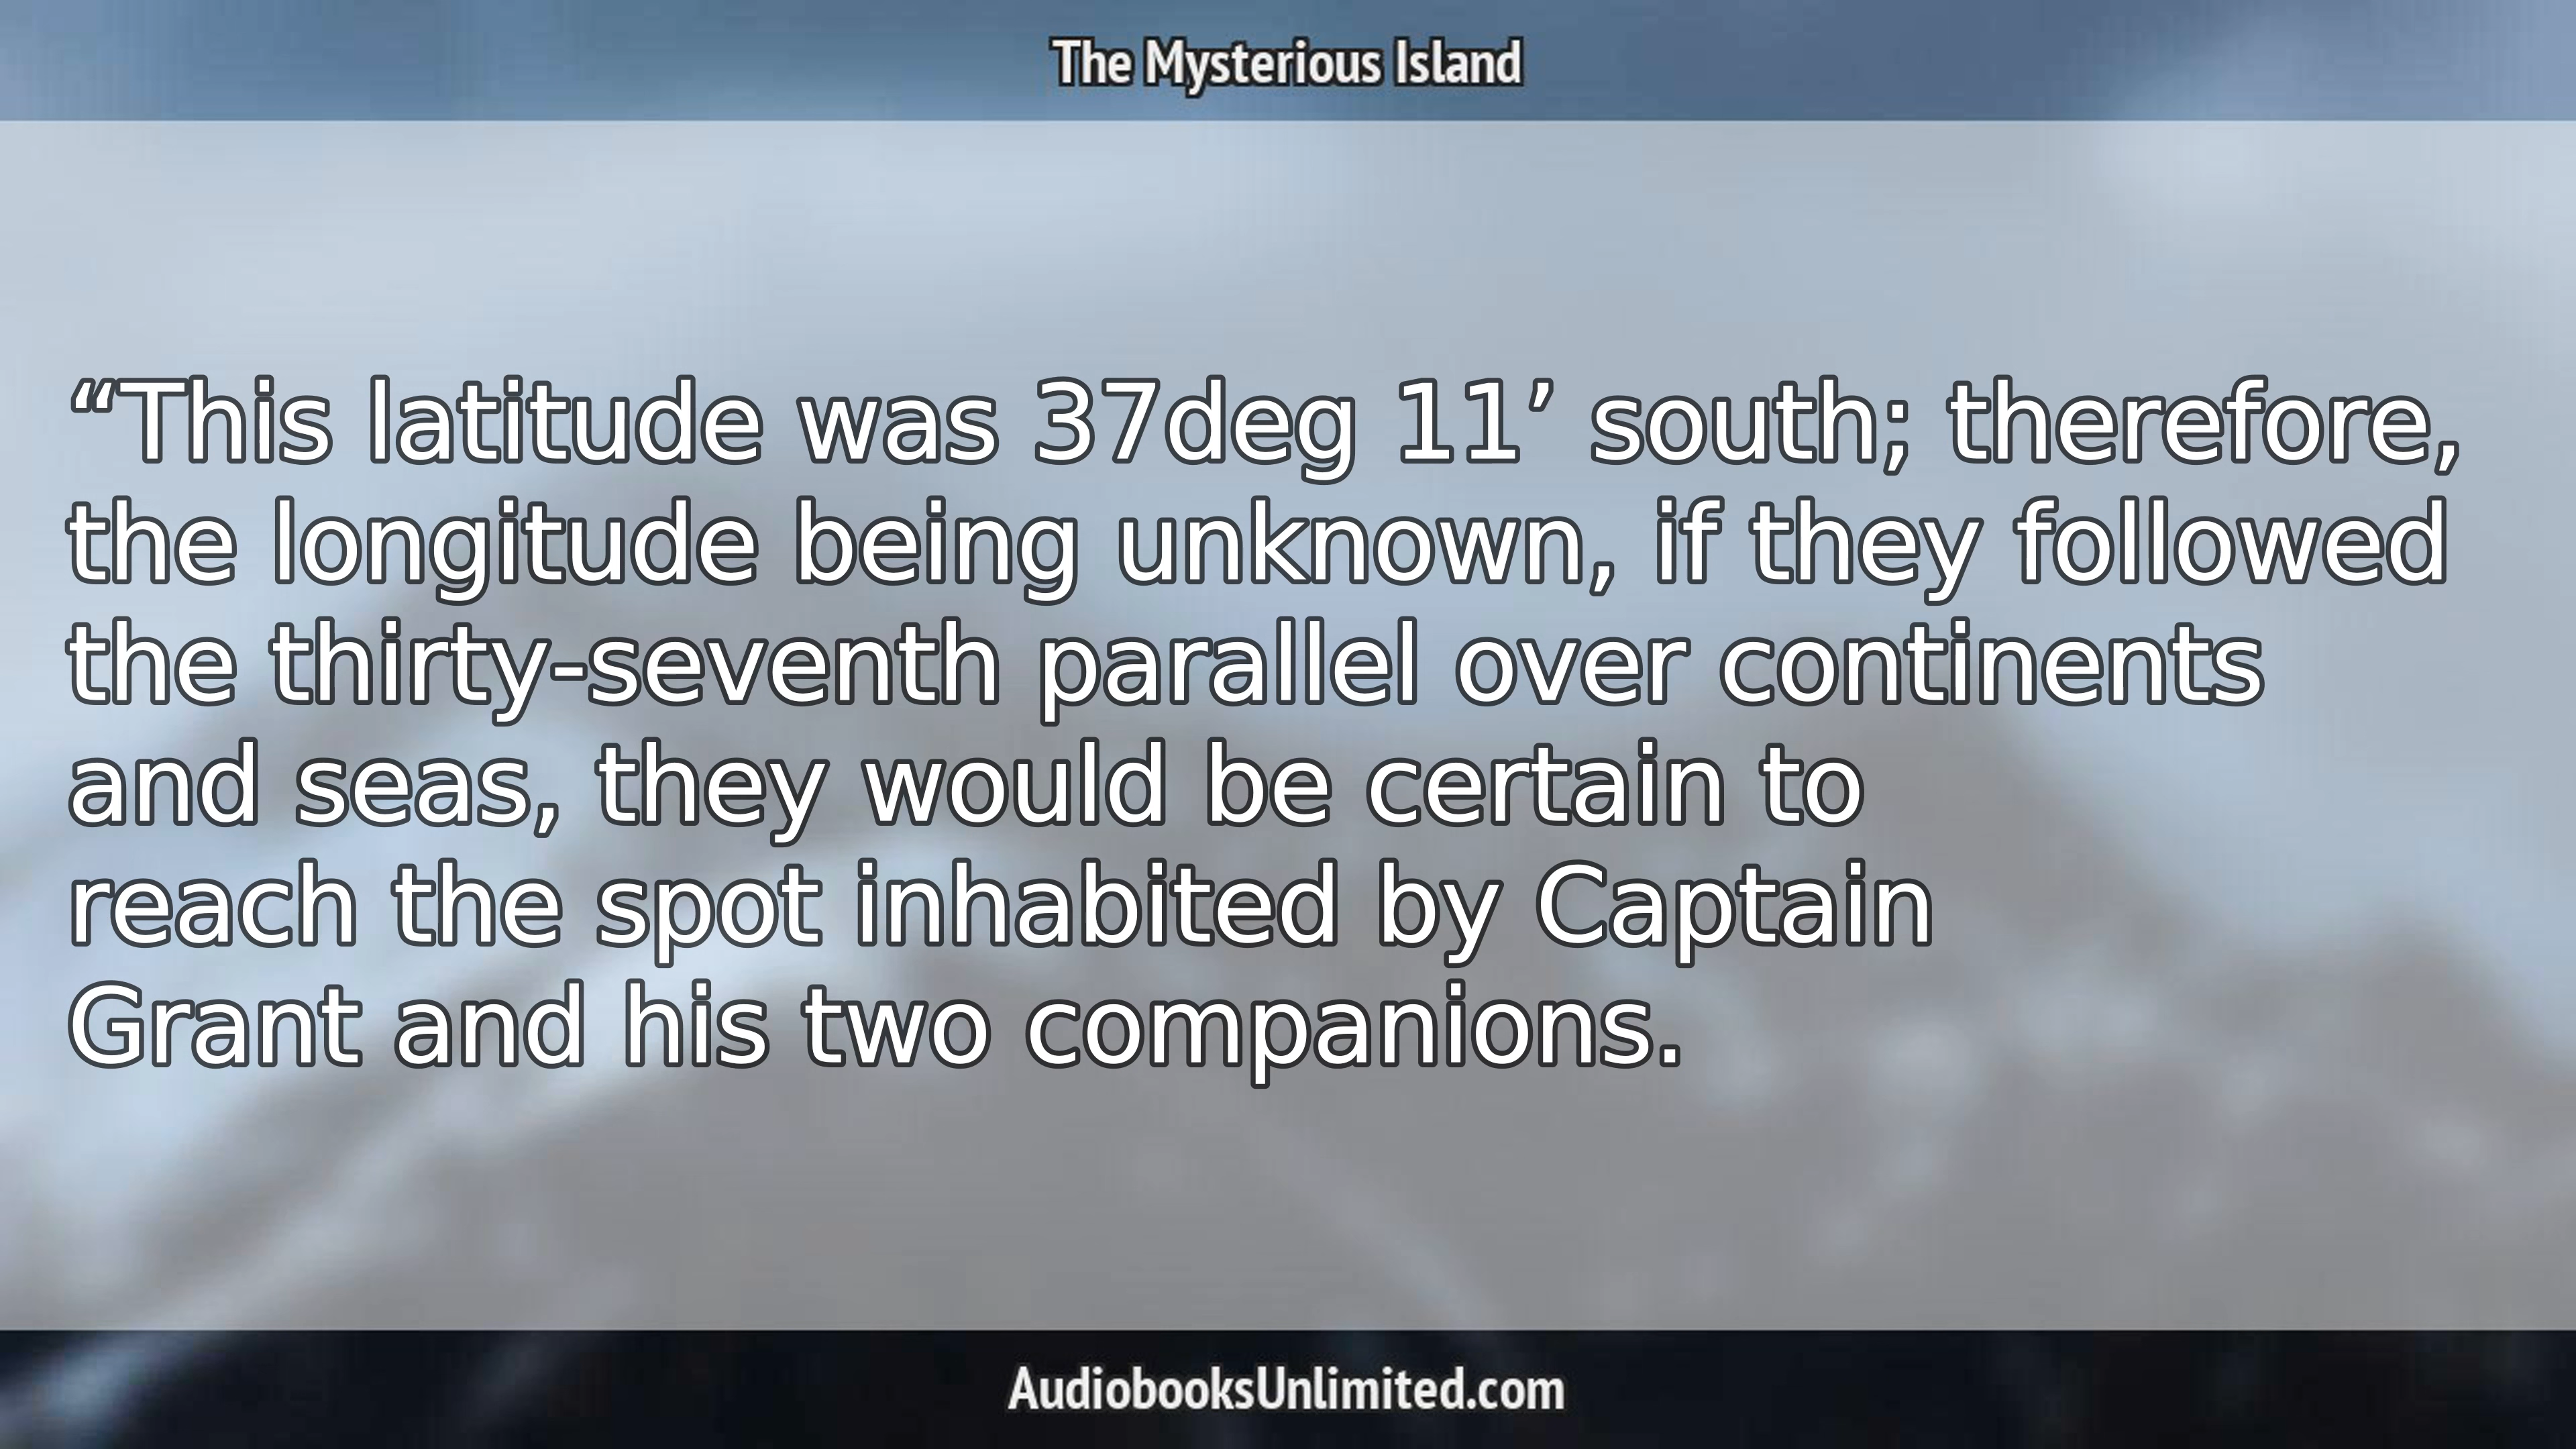 The Mysterious Island
“This latitude was 37deg 11’ south; therefore,
the longitude being unknown, if they followed
the thirty-seventh parallel over continents
and seas, they would be certain to
reach the spot inhabited by Captain
Grant and his two companions.
AudiobooksUnlimited.com